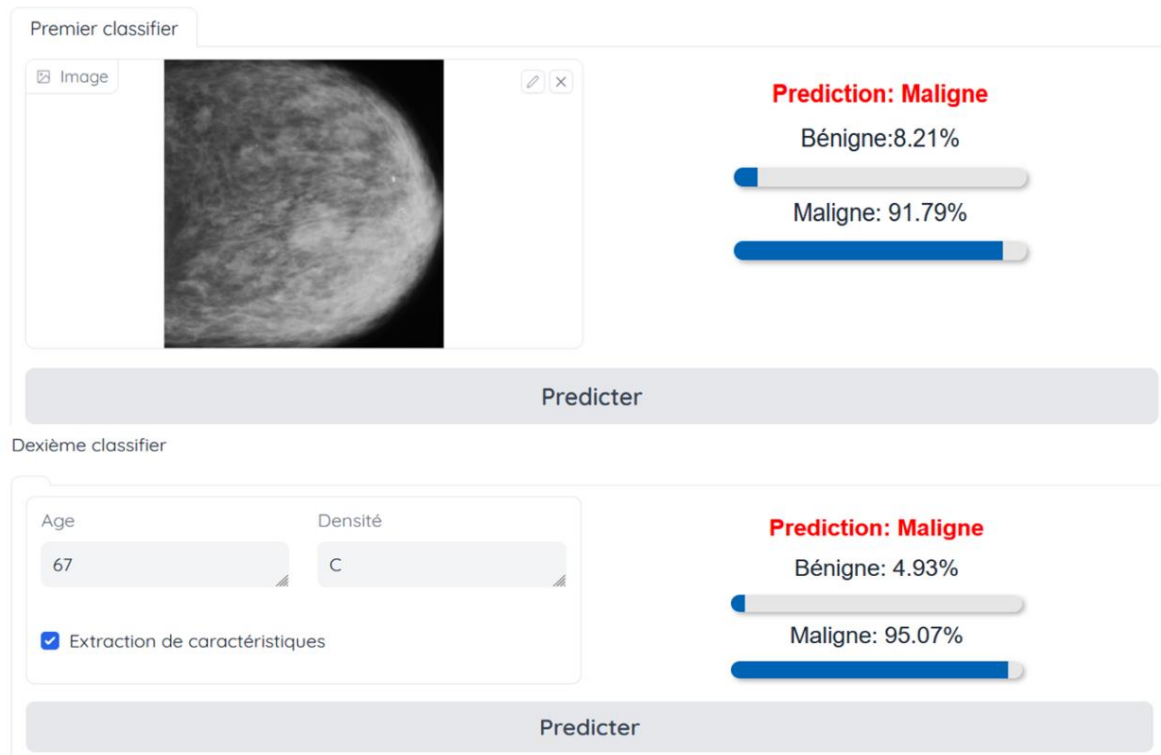 Premier classifier
Image
Prediction: Maligne
Bénigne:8.21%
Maligne: 91.79%
Predicter
Dexième classifier
Age
Densité
67
C
Extraction de caractéristiques
Prediction: Maligne
Bénigne: 4.93%
Maligne: 95.07%
Predicter